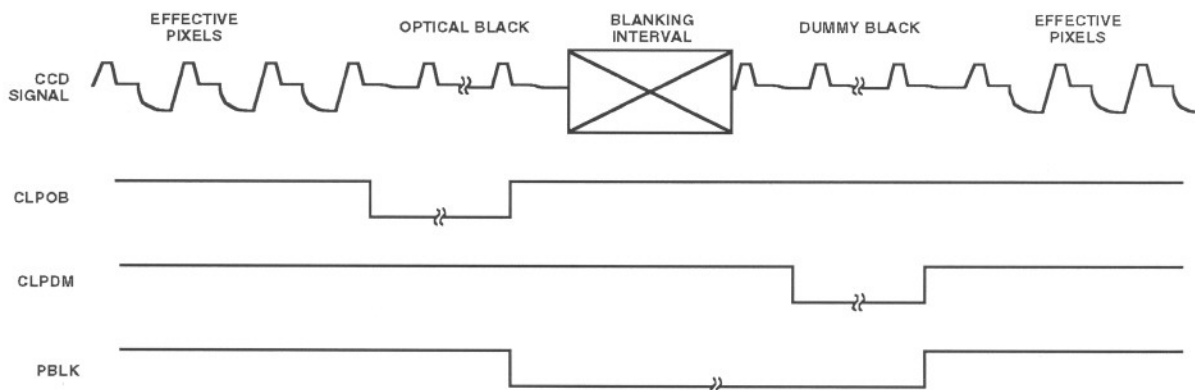 EFFECTIVE
PIXELS
OPTICAL BLACK
BLANKING
INTERVAL
DUMMY BLACK
EFFECTIVE
PIXELS
CCD
SIGNAL
CLPOB
CLPDM
PBLK